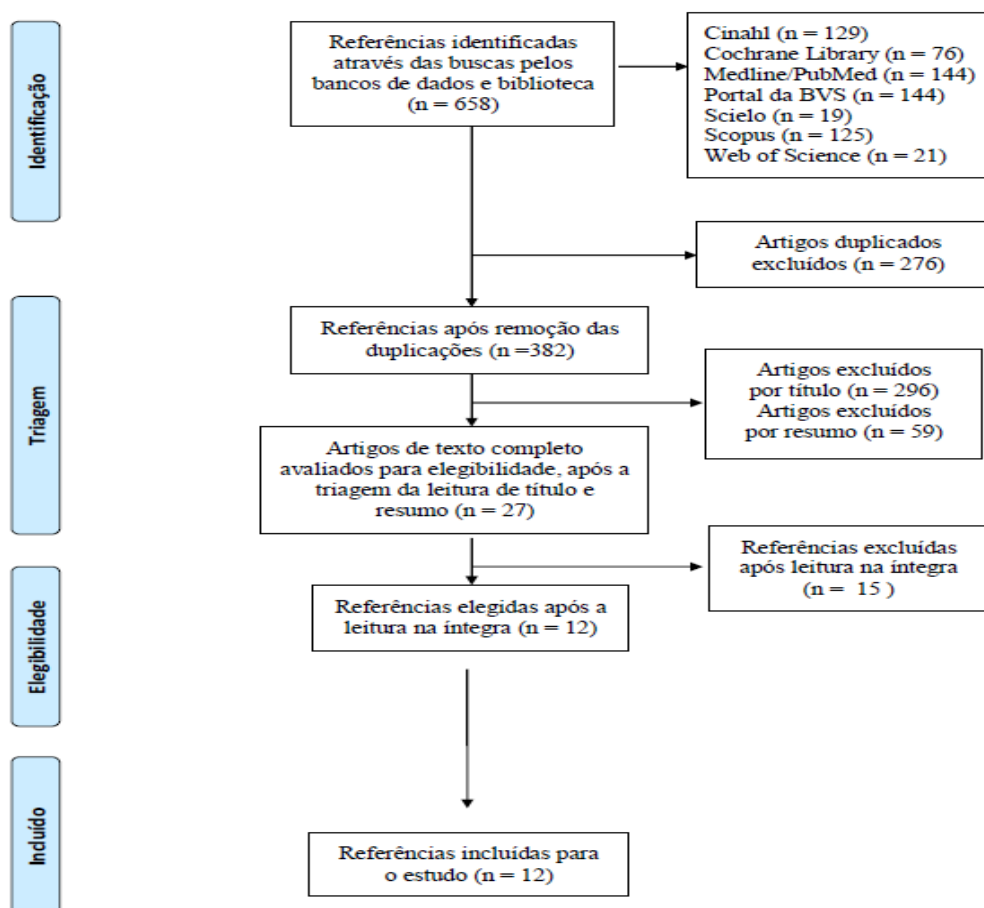 Identificação
Referências identificadas
através das buscas pelos
bancos de dados e biblioteca
(n = 658)
Cinahl (n = 129)
Cochrane Library (n = 76)
Medline/PubMed (n = 144)
Portal da BVS (n = 144)
Scielo (n = 19)
Scopus (n = 125)
Web of Science (n = 21)
Artigos duplicados
excluídos (n = 276)
Triagem
Referências após remoção das
duplicações (n =382)
Artigos excluídos
por título (n = 296)
Artigos excluídos
por resumo (n = 59)
Artigos de texto completo
avaliados para elegibilidade, após a
triagem da leitura de título e
resumo (n = 27)
Referências excluídas
após leitura na íntegra
(n =  15 )
Elegibilidade
Referências elegidas após a
leitura na íntegra (n = 12)
Incluído
Referências incluídas para
o estudo (n = 12)